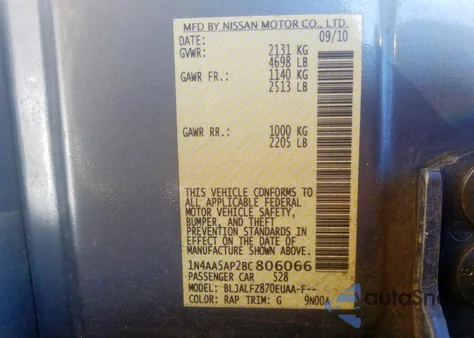 MFD BY NISSAN MOTOR CO., LTD.
DATE: 09/10
GVWR: 2131 KG
4698 LB
GAWR FR.: 1140 KG
2513 LB
GAWR RR.: 1000 KG
2205 LB
THIS VEHICLE CONFORMS TO
ALL APPLICABLE FEDERAL
MOTOR VEHICLE SAFETY,
BUMPER, AND THEFT
PREVENTION STANDARDS IN
EFFECT ON THE DATE OF
MANUFACTURE SHOWN ABOVE.
1N4AA5AP2BC806066
PASSENGER CAR 528
MODEL: BLJALFZ870EUAA-F--
COLOR: RAP TRIM: G 9N00A